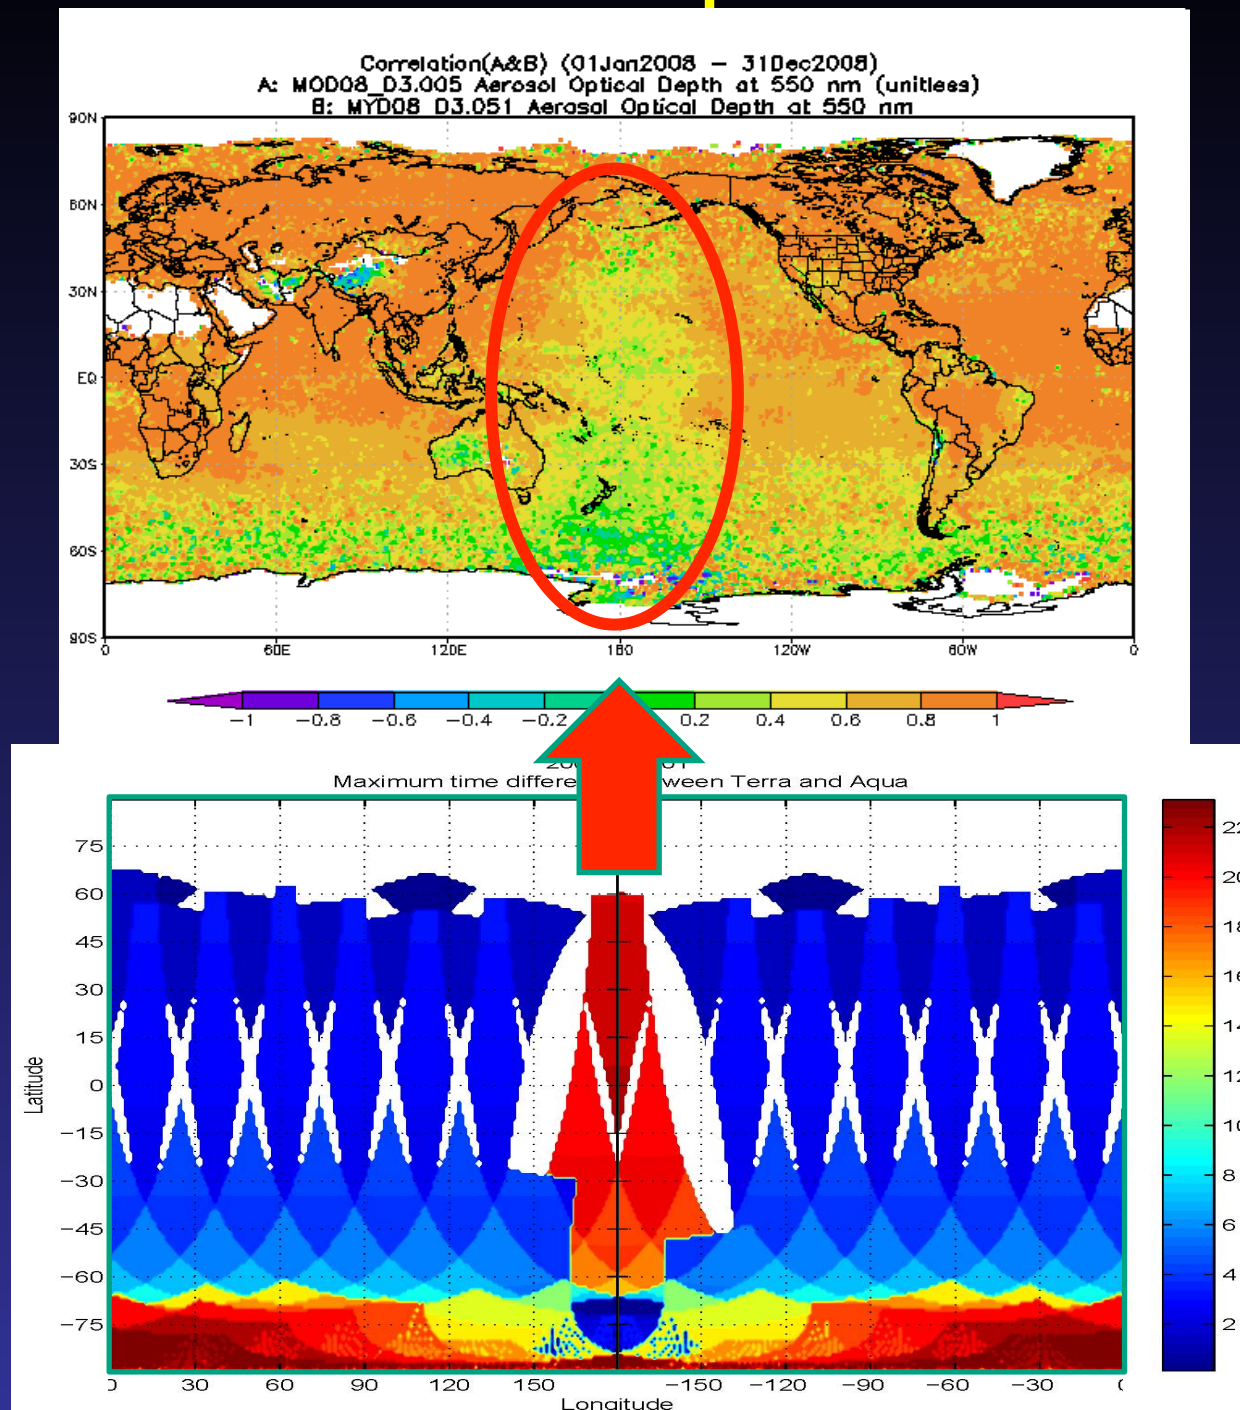 Correlation(A&B) (01Jan2008 – 31Dec2008)
A: MOD08_D3.005 Aerosol Optical Depth at 550 nm (unitless)
B: MYD08_D3.051 Aerosol Optical Depth at 550 nm
90N
60N
30N
EQ
30S
60S
90S
0 60E 120E 180 120W 60W 0
−1 −0.8 −0.6 −0.4 −0.2 0.2 0.4 0.6 0.8 1
Maximum time differe ween Terra and Aqua
75
60
45
30
15
0
−15
−30
−45
−60
−75
Latitude
30 60 90 120 150 −150 −120 −90 −60 −30
Longitude
22
20
18
16
14
12
10
8
6
4
2